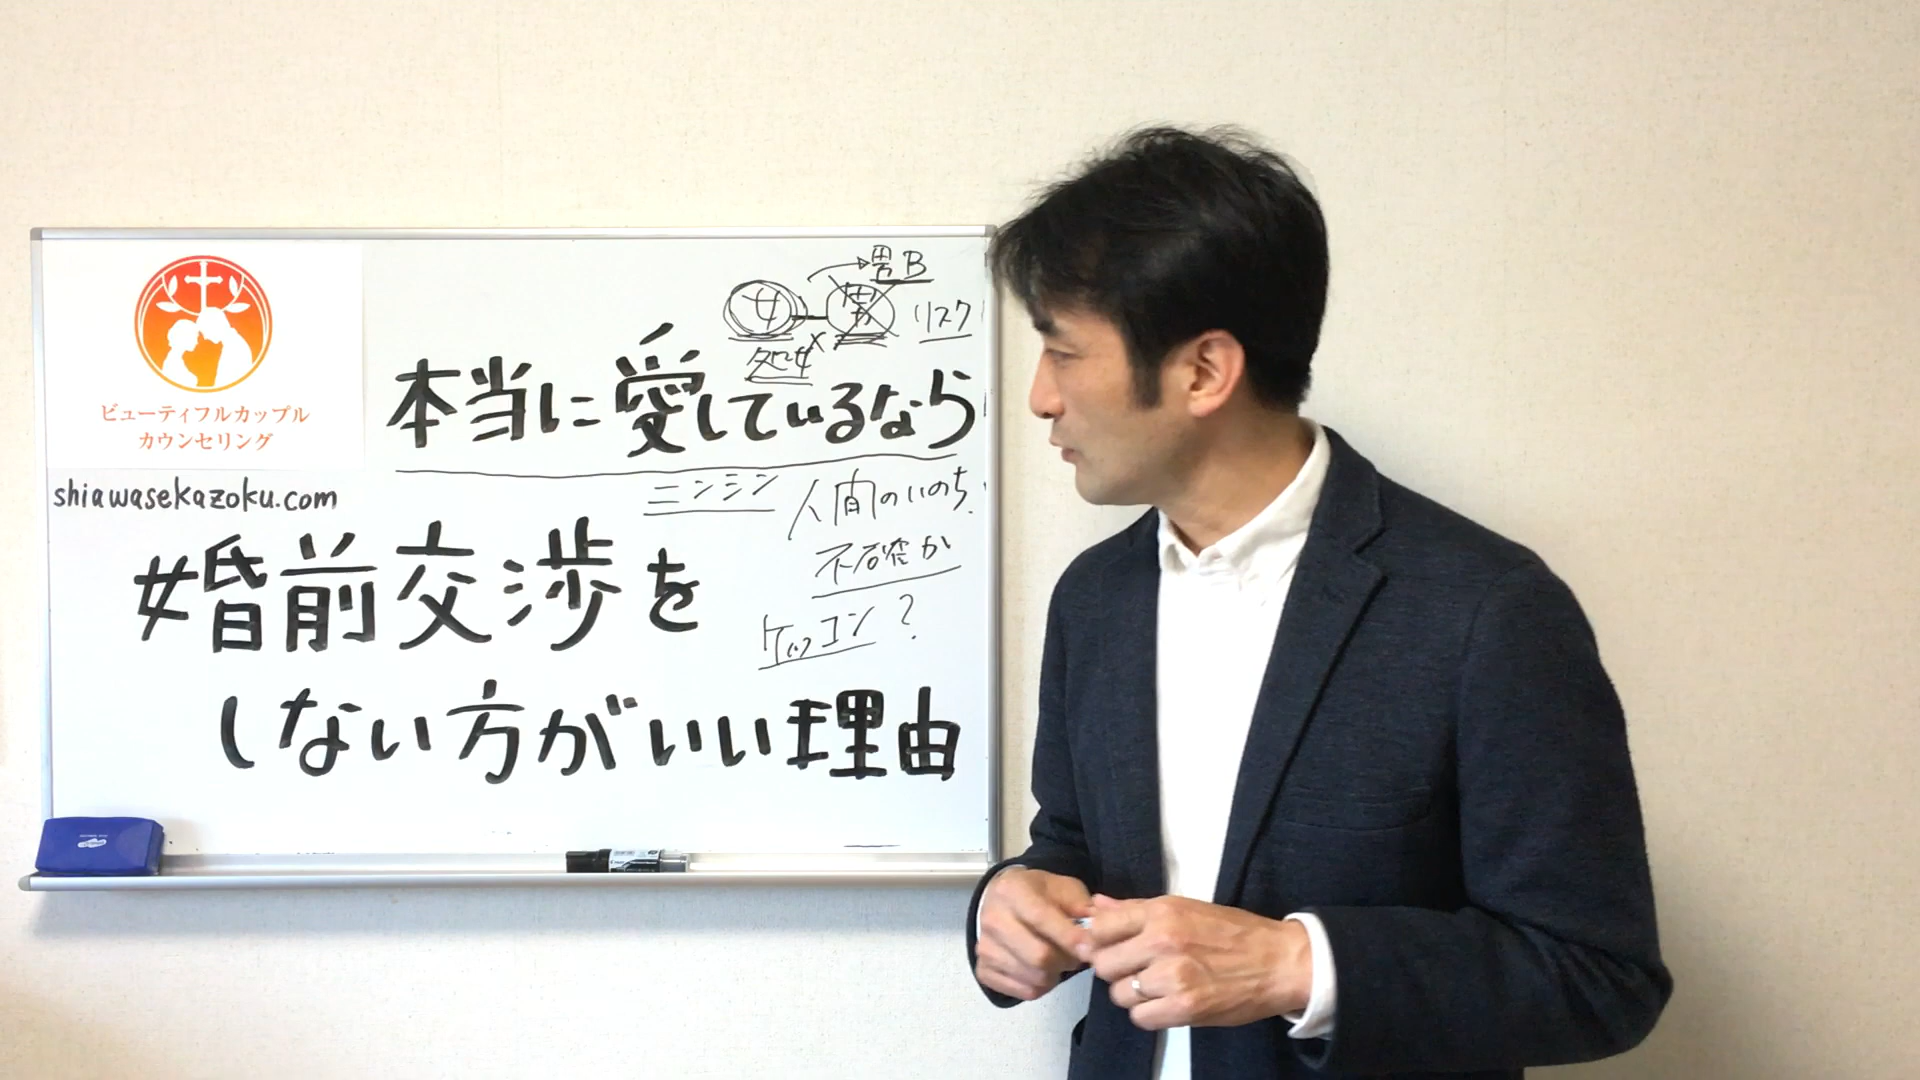 ビューティフルカップル
カウンセリング
shiawasekazoku.com
女
男
男B
リスク
処女
本当に愛しているなら
ニンシン
人間のいのち
不確か
ケッコン?
婚前交渉を
しない方がいい理由